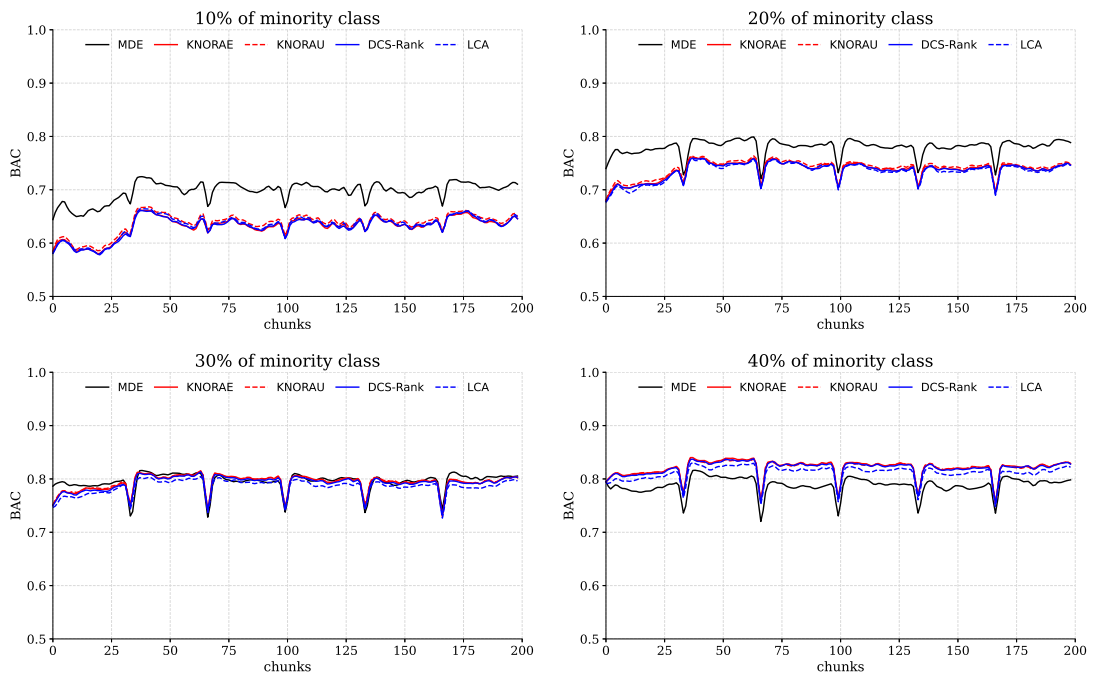 10% of minority class
MDE KNORAE KNORAU DCS-Rank LCA
1.0
0.9
0.8
0.7
0.6
0.5
BAC
0 25 50 75 100 125 150 175 200
chunks
20% of minority class
MDE KNORAE KNORAU DCS-Rank LCA
1.0
0.9
0.8
0.7
0.6
0.5
BAC
0 25 50 75 100 125 150 175 200
chunks
30% of minority class
MDE KNORAE KNORAU DCS-Rank LCA
1.0
0.9
0.8
0.7
0.6
0.5
BAC
0 25 50 75 100 125 150 175 200
chunks
40% of minority class
MDE KNORAE KNORAU DCS-Rank LCA
1.0
0.9
0.8
0.7
0.6
0.5
BAC
0 25 50 75 100 125 150 175 200
chunks